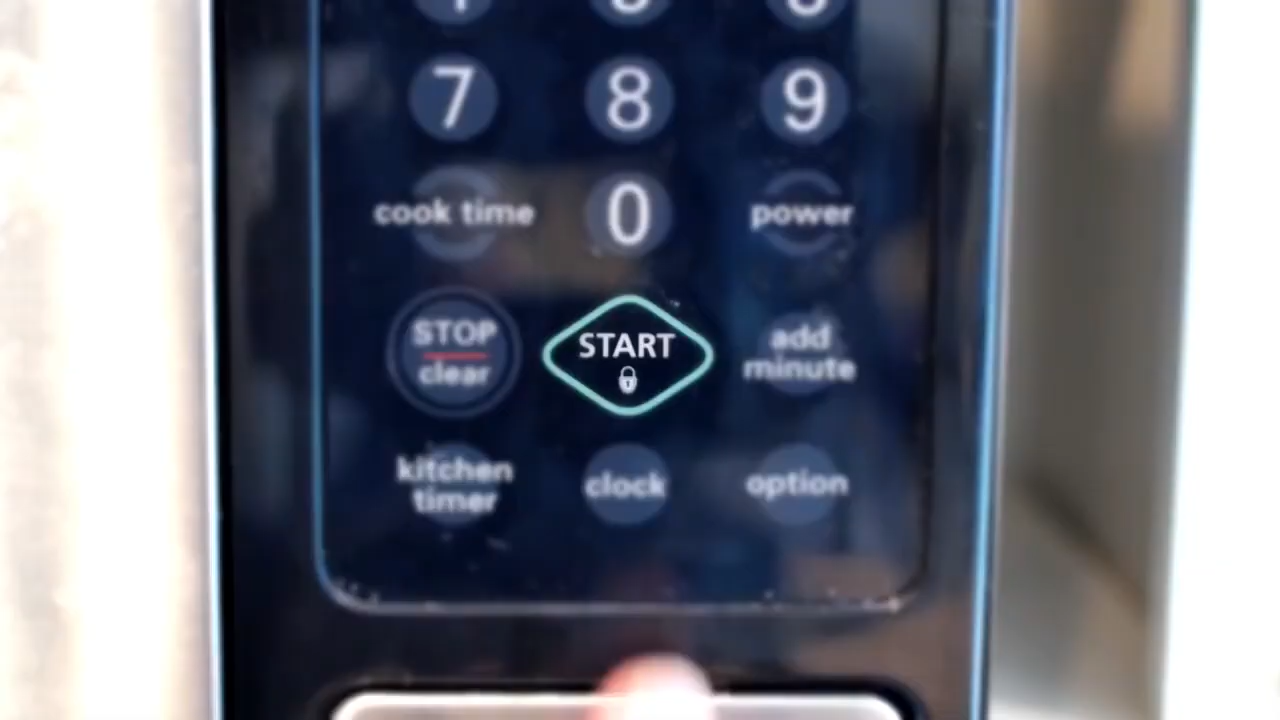 7 8 9
cook time 0 power
STOP
clear
START
add
minute
kitchen
timer
clock
option